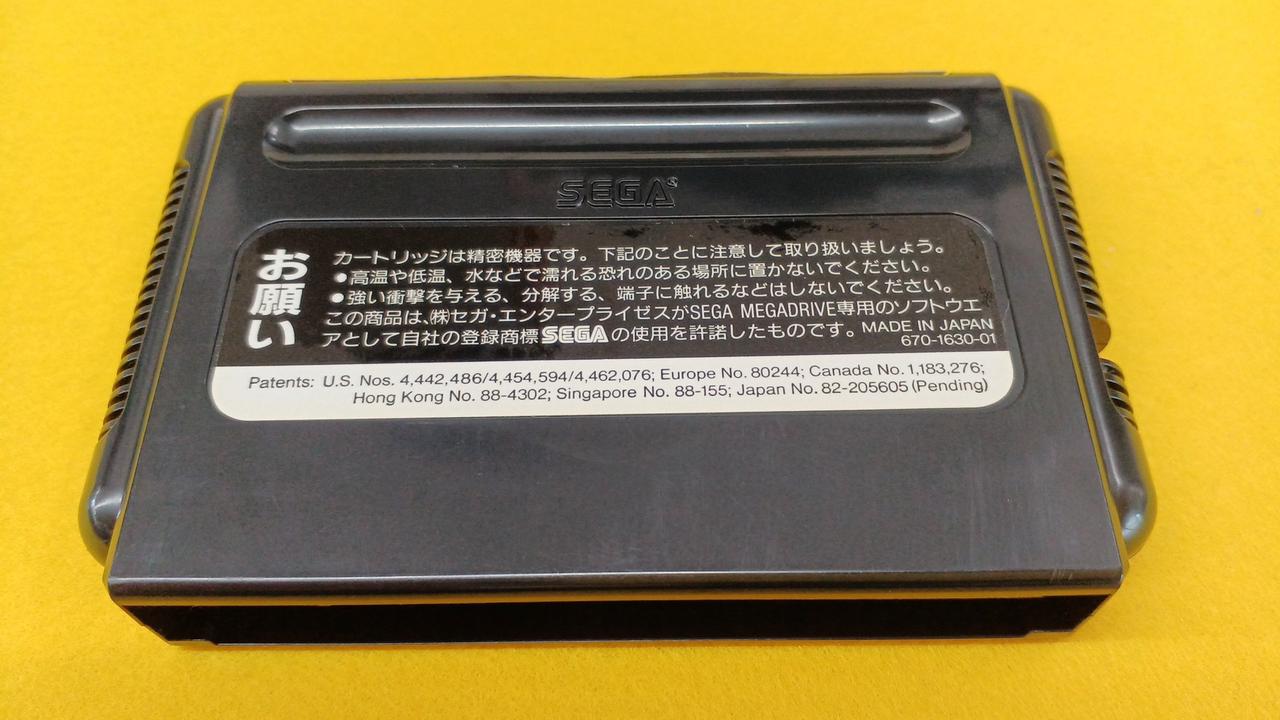 SEGA®
お願い
カートリッジは精密機器です。下記のことに注意して取り扱いましょう。
●高温や低温、水などで濡れる恐れのある場所に置かないでください。
●強い衝撃を与える、分解する、端子に触れるなどはしないでください。
この商品は、㈱セガ・エンタープライゼスがSEGA MEGADRIVE専用のソフトウエ
アとして自社の登録商標SEGAの使用を許諾したものです。MADE IN JAPAN
670-1630-01
Patents: U.S. Nos. 4,442,486/4,454,594/4,462,076; Europe No. 80244; Canada No. 1,183,276;
Hong Kong No. 88-4302; Singapore No. 88-155; Japan No. 82-205605 (Pending)